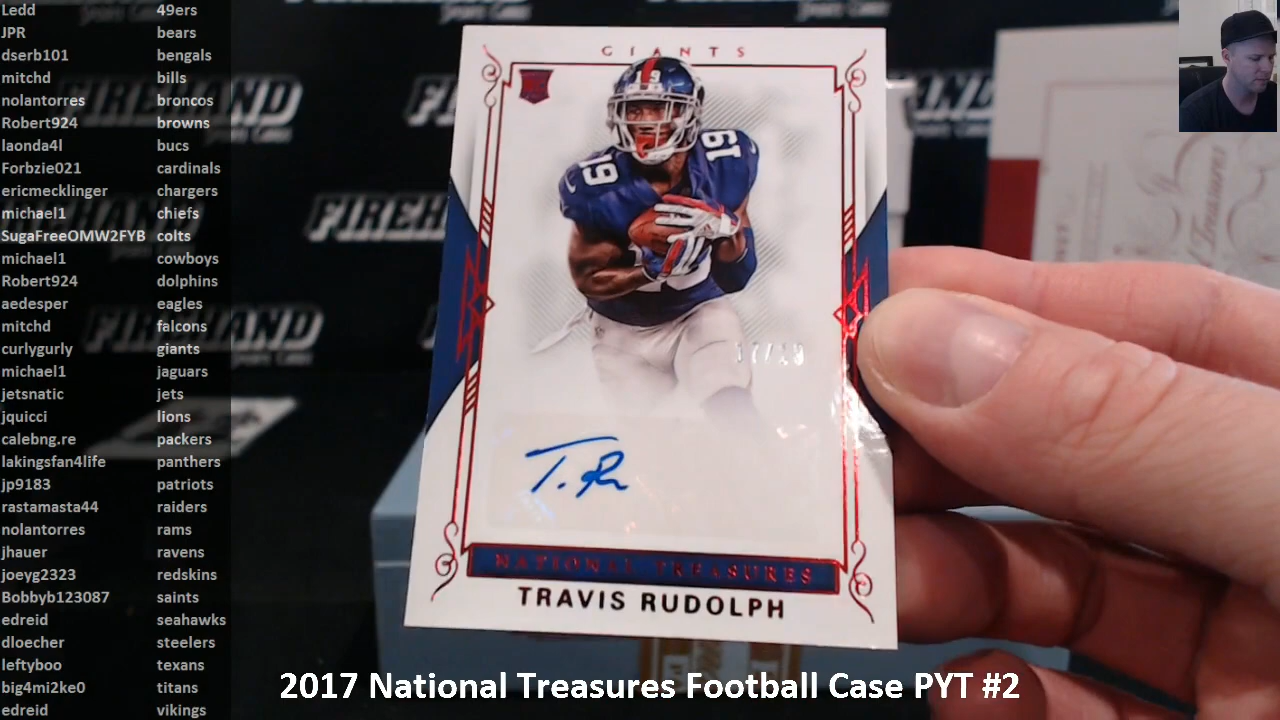 Ledd 49ers
JPR bears
dserb101 bengals
mitchd bills
nolantorres broncos
Robert924 browns
laonda4l bucs
Forbzie021 cardinals
ericmecklinger chargers
michael1 chiefs
SugaFreeOMW2FYB colts
michael1 cowboys
Robert924 dolphins
aedesper eagles
mitchd falcons
curlygurly giants
michael1 jaguars
jetsnatic jets
jquicci lions
calebng.re packers
lakingsfan4life panthers
jp9183 patriots
rastamasta44 raiders
nolantorres rams
jhauer ravens
joeyg2323 redskins
Bobbyb123087 saints
edreid seahawks
dloecher steelers
leftyboo texans
big4mi2ke0 titans
edreid vikings
FIREHAND
GIANTS
19
19
19
T. R
NATIONAL TREASURES
TRAVIS RUDOLPH
Treasures
2017 National Treasures Football Case PYT #2